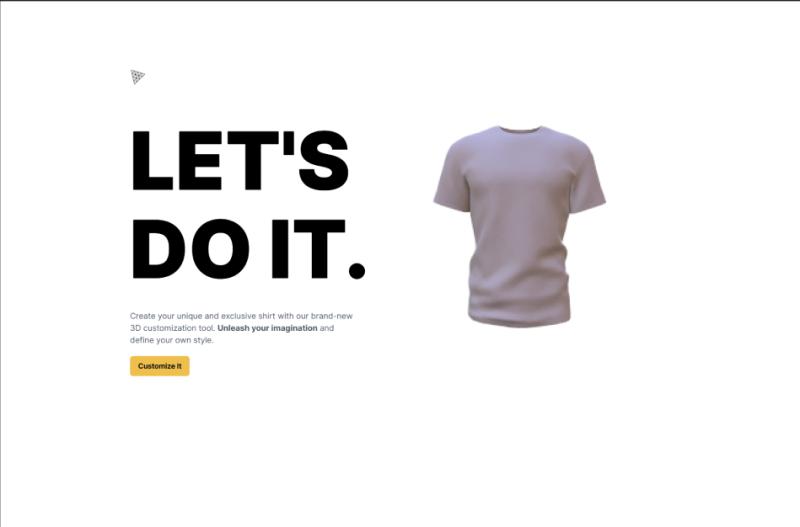 LET'S
DO IT.
Create your unique and exclusive shirt with our brand-new
3D customization tool. Unleash your imagination and
define your own style.
Customize It